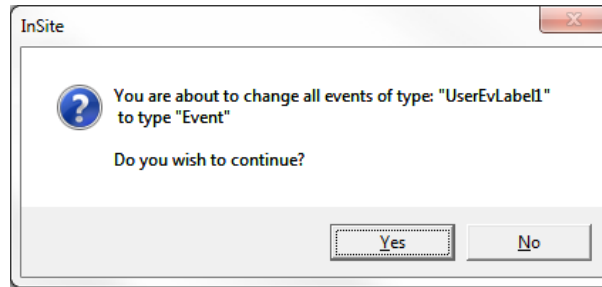 InSite
You are about to change all events of type: "UserEvLabel1"
to type "Event"
Do you wish to continue?
Yes
No